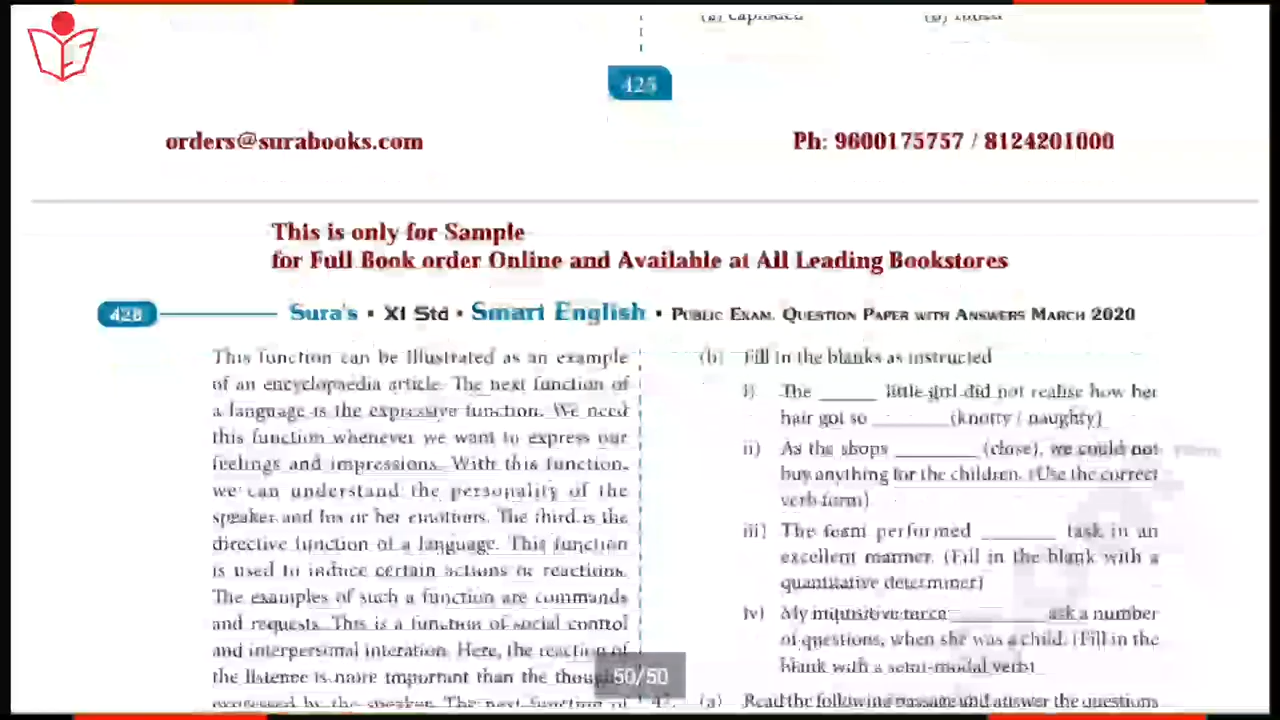 425
orders@surabooks.com
Ph: 9600175757 / 8124201000
This is only for Sample
for Full Book order Online and Available at All Leading Bookstores
426 Sura's • XI Std • Smart English • Public Exam. Question Paper with Answers March 2020
This function can be illustrated as an example
of an encyclopaedia article. The next function of
a language is the expressive function. We need
this function whenever we want to express our
feelings and impressions. With this function,
we can understand the personality of the
speaker and his or her emotions. The third is the
directive function of a language. This function
is used to induce certain actions or reactions.
The examples of such a function are commands
and requests. This is a function of social control
and interpersonal interation. Here, the reaction of
the listence is more important than the
expressed by the speaker. The next function of
(b) Fill in the blanks as instructed
i) The ______ little girl did not realise how her
hair got so ________ (knotty / naughty)
ii) As the shops ________ (close), we could not
buy anything for the children. (Use the correct
verb form)
iii) The team performed ________ task in an
excellent manner. (Fill in the blank with a
quantitative determiner)
iv) My inquisitive ________ ask a number
of questions, when she was a child. (Fill in the
blank with a semi-modal verb)
(a) Read the following passage and answer the questions
50/50